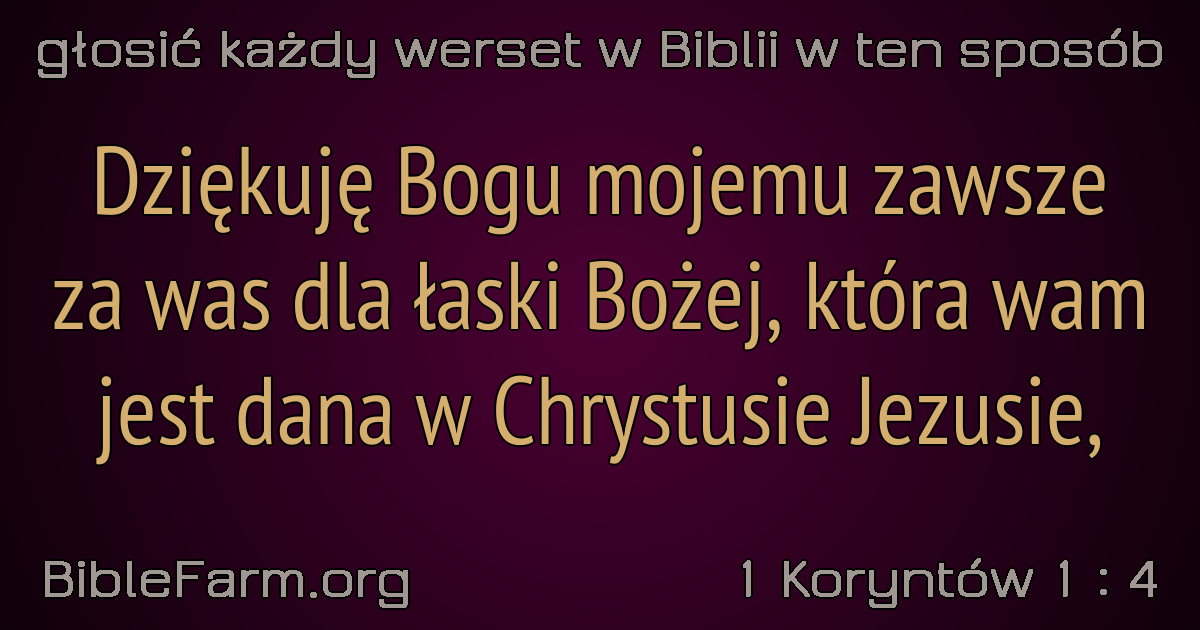 głosić każdy werset w Biblii w ten sposób
Dziękuję Bogu mojemu zawsze
za was dla łaski Bożej, która wam
jest dana w Chrystusie Jezusie,
BibleFarm.org
1 Koryntów 1 : 4